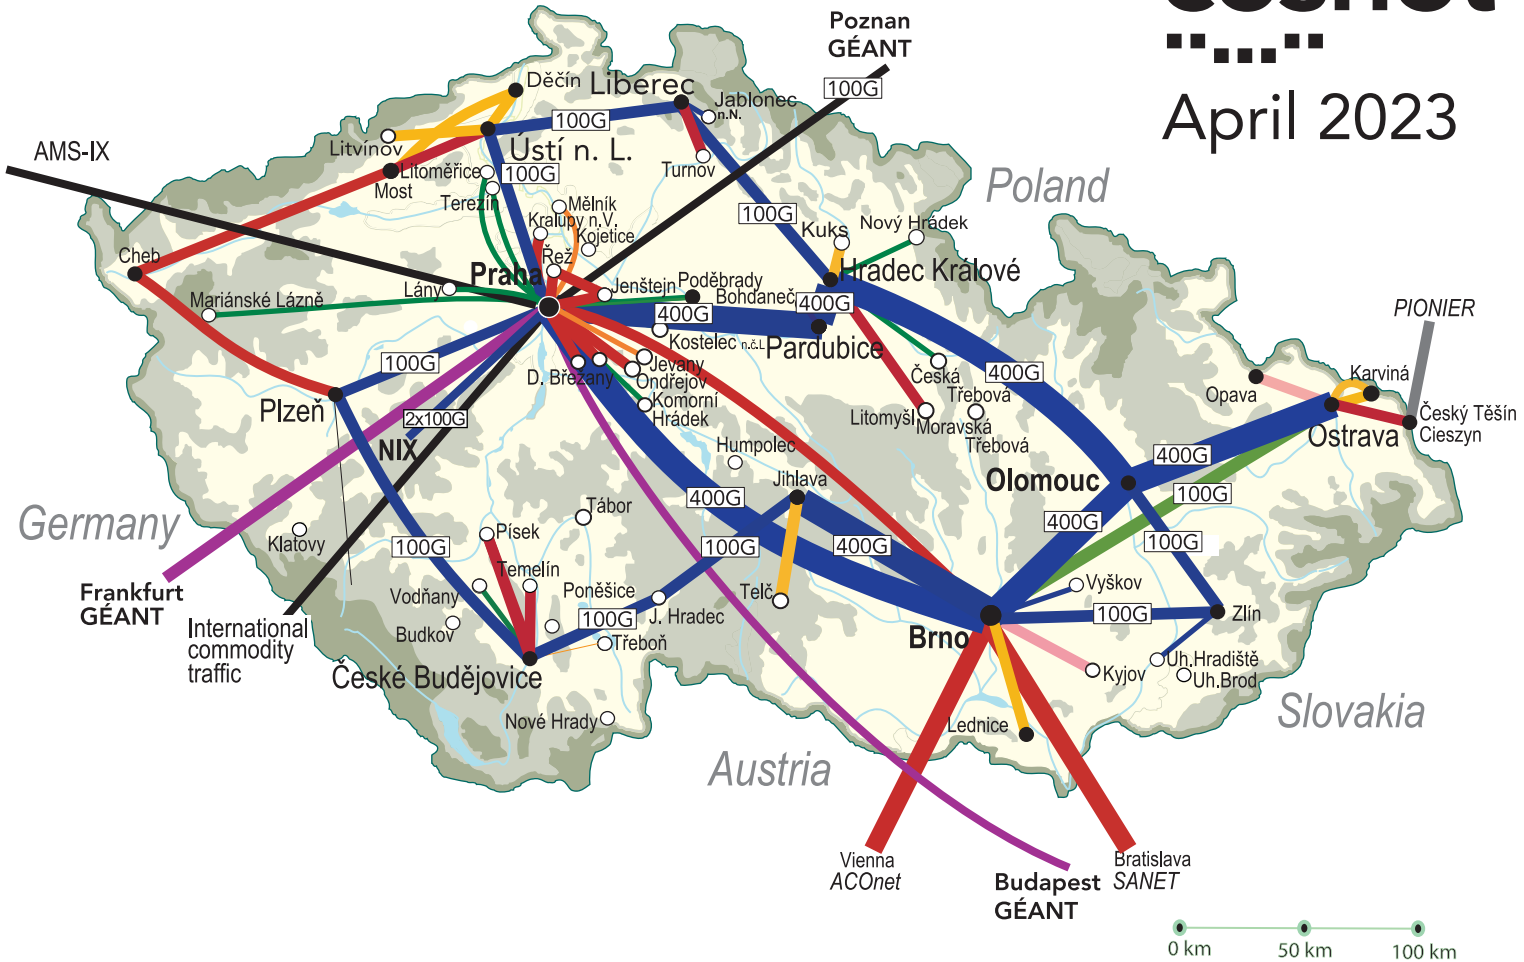 cesnet
April 2023
Poznan
GÉANT
100G
AMS-IX
Děčín
Liberec
Jablonec
n.N.
100G
Litvínov
Ústí n. L.
Turnov
Litoměřice
100G
Most
Terezín
Mělník
Kralupy n.V.
Kojetice
100G
Kuks
Nový Hrádek
Poland
Cheb
Řež
Praha
Hradec Králové
Jenštejn
Poděbrady
Bohdaneč
Lány
Mariánské Lázně
400G
400G
PIONIER
Kostelec n.č.l.
Pardubice
100G
D. Břežany
Jevany
Ondřejov
Komorní
Hrádek
400G
Česká
Třebová
Litomyšl
Moravská
Třebová
Opava
Karviná
Český Těšín
Cieszyn
Ostrava
Plzeň
2x100G
NIX
Humpolec
Jihlava
400G
Olomouc
400G
100G
400G
Germany
Klatovy
Tábor
Písek
100G
Temelín
100G
400G
100G
Vodňany
Poněšice
Telč
Vyškov
Budkov
100G
J. Hradec
Třeboň
Brno
100G
Zlín
Frankfurt
GÉANT
International
commodity
traffic
České Budějovice
Kyjov
Uh.Hradiště
Uh.Brod
Nové Hrady
Lednice
Slovakia
Austria
Vienna
ACOnet
Budapest
GÉANT
Bratislava
SANET
0 km
50 km
100 km